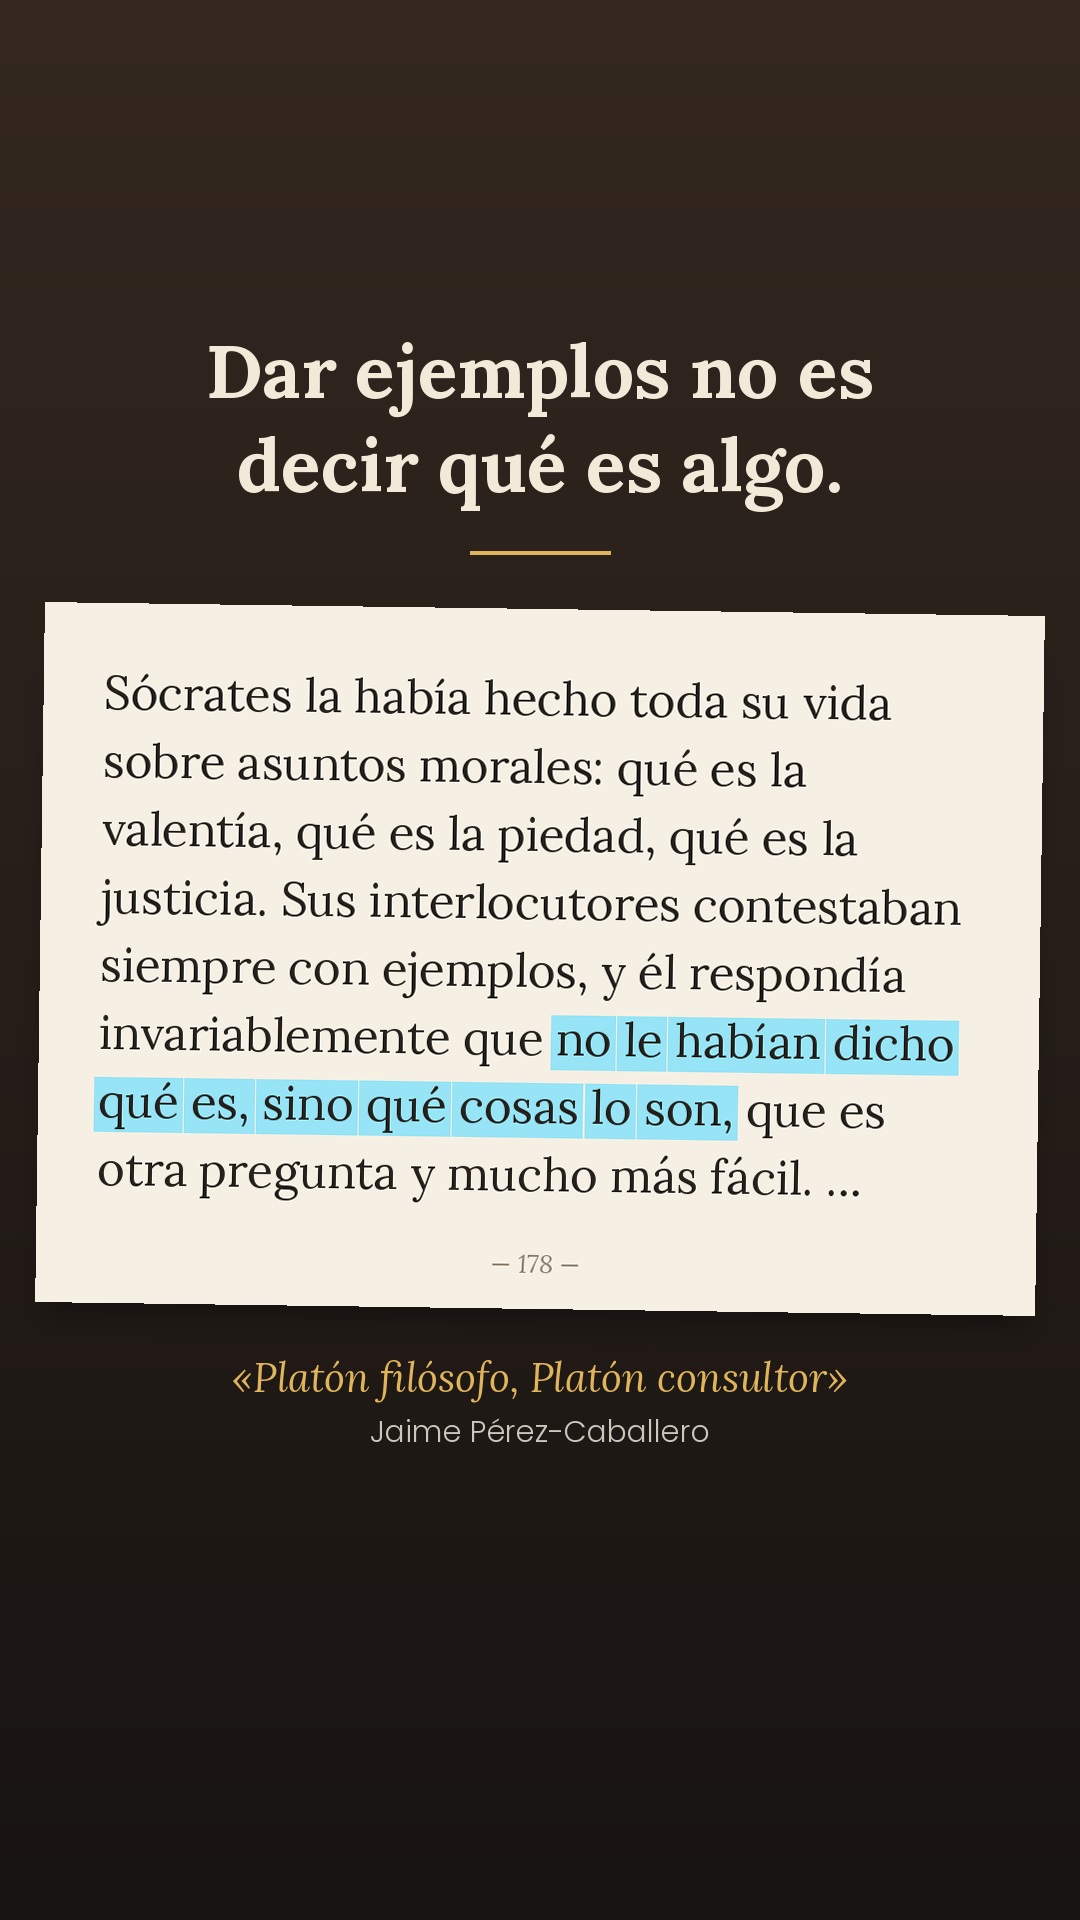 Dar ejemplos no es
decir qué es algo.
Sócrates la había hecho toda su vida
sobre asuntos morales: qué es la
valentía, qué es la piedad, qué es la
justicia. Sus interlocutores contestaban
siempre con ejemplos, y él respondía
invariablemente que no le habían dicho
qué es, sino qué cosas lo son, que es
otra pregunta y mucho más fácil. ...
— 178 —
«Platón filósofo, Platón consultor»
Jaime Pérez-Caballero